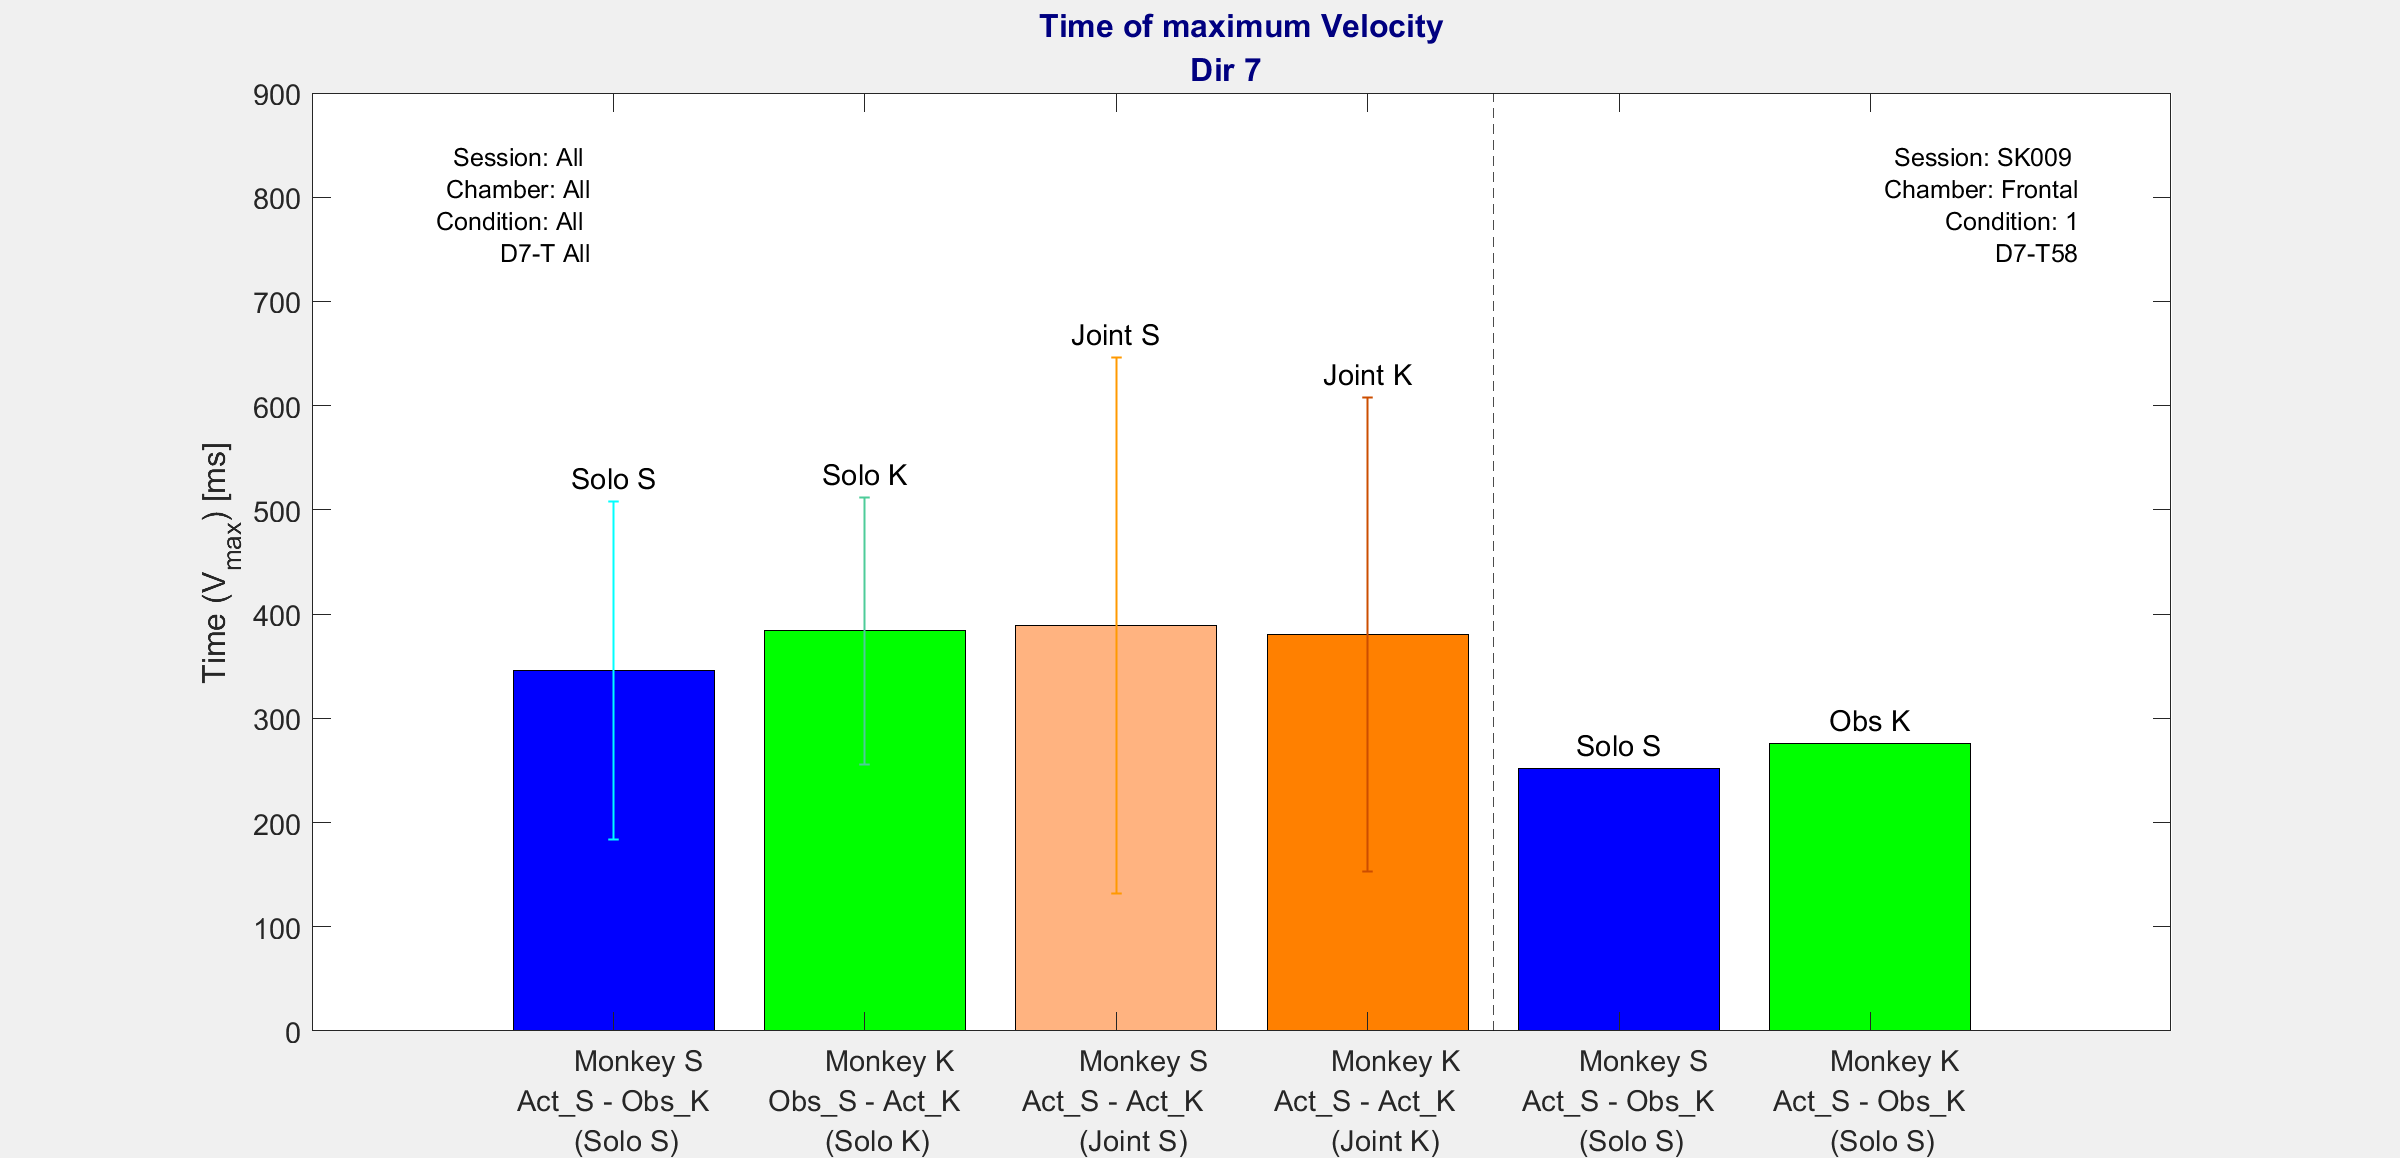 Time of maximum Velocity
Dir 7
900
800
700
600
500
400
300
200
100
0
Time (Vmax) [ms]
Session: All
Chamber: All
Condition: All
D7-T All
Session: SK009
Chamber: Frontal
Condition: 1
D7-T58
Solo S
Solo K
Joint S
Joint K
Solo S
Obs K
Monkey S
Act_S - Obs_K
(Solo S)
Monkey K
Obs_S - Act_K
(Solo K)
Monkey S
Act_S - Act_K
(Joint S)
Monkey K
Act_S - Act_K
(Joint K)
Monkey S
Act_S - Obs_K
(Solo S)
Monkey K
Act_S - Obs_K
(Solo S)